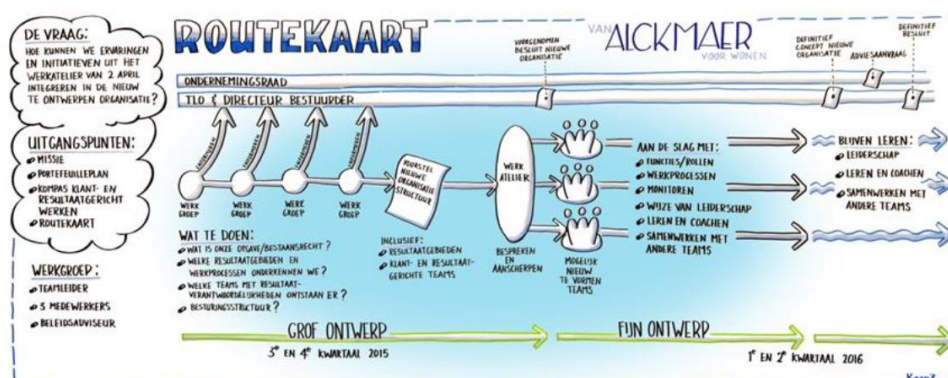 DE VRAAG:
HOE KUNNEN WE ERVARINGEN
EN INITIATIEVEN UIT HET
WERKATELIER VAN 2 APRIL
INTEGREREN IN DE NIEUW
TE ONTWERPEN ORGANISATIE?
UITGANGSPUNTEN:
MISSIE
PORTEFEUILLEPLAN
KOMPAS KLANT- EN
RESULTAATGERICHT
WERKEN
ROUTEKAART
WERKGROEP:
TEAMLEIDER
3 MEDEWERKERS
BELEIDSADVISEUR
ROUTEKAART
VAN
ALCKMAER
VOOR WONEN
ONDERNEMINGSRAAD
TLO & DIRECTEUR BESTUURDER
VOORGENOMEN
BESLUIT NIEUWE
ORGANISATIE
DEFINITIEF
CONCEPT NIEUWE
ORGANISATIE
ADVIESAANVRAAG
DEFINITIEF
BESLUIT
WERK
GROEP
WERK
GROEP
WERK
GROEP
WERK
GROEP
VOORSTEL
NIEUWE
ORGANISATIE
STRUCTUUR
INCLUSIEF:
RESULTAATGEBIEDEN
KLANT- EN RESULTAAT-
GERICHTE TEAMS
WERK
ATELIER
BESPREKEN
EN
AANSCHERPEN
MOGELIJK
NIEUW
TE VORMEN
TEAMS
AAN DE SLAG MET:
FUNCTIES/ROLLEN
WERKPROCESSEN
MONITOREN
WIJZE VAN LEIDERSCHAP
LEREN EN COACHEN
SAMENWERKEN MET
ANDERE TEAMS
BLIJVEN LEREN:
LEIDERSCHAP
LEREN EN COACHEN
SAMENWERKEN MET
ANDERE TEAMS
WAT TE DOEN:
WAT IS ONZE OPGAVE/BESTAANSRECHT?
WELKE RESULTAATGEBIEDEN EN
WERKPROCESSEN ONDERKENNEN WE?
WELKE TEAMS MET RESULTAAT-
VERANTWOORDELIJKHEDEN ONTSTAAN ER?
BESTURINGSSTRUCTUUR?
GROF ONTWERP
3e EN 4e KWARTAAL 2015
FIJN ONTWERP
1e EN 2e KWARTAAL 2016